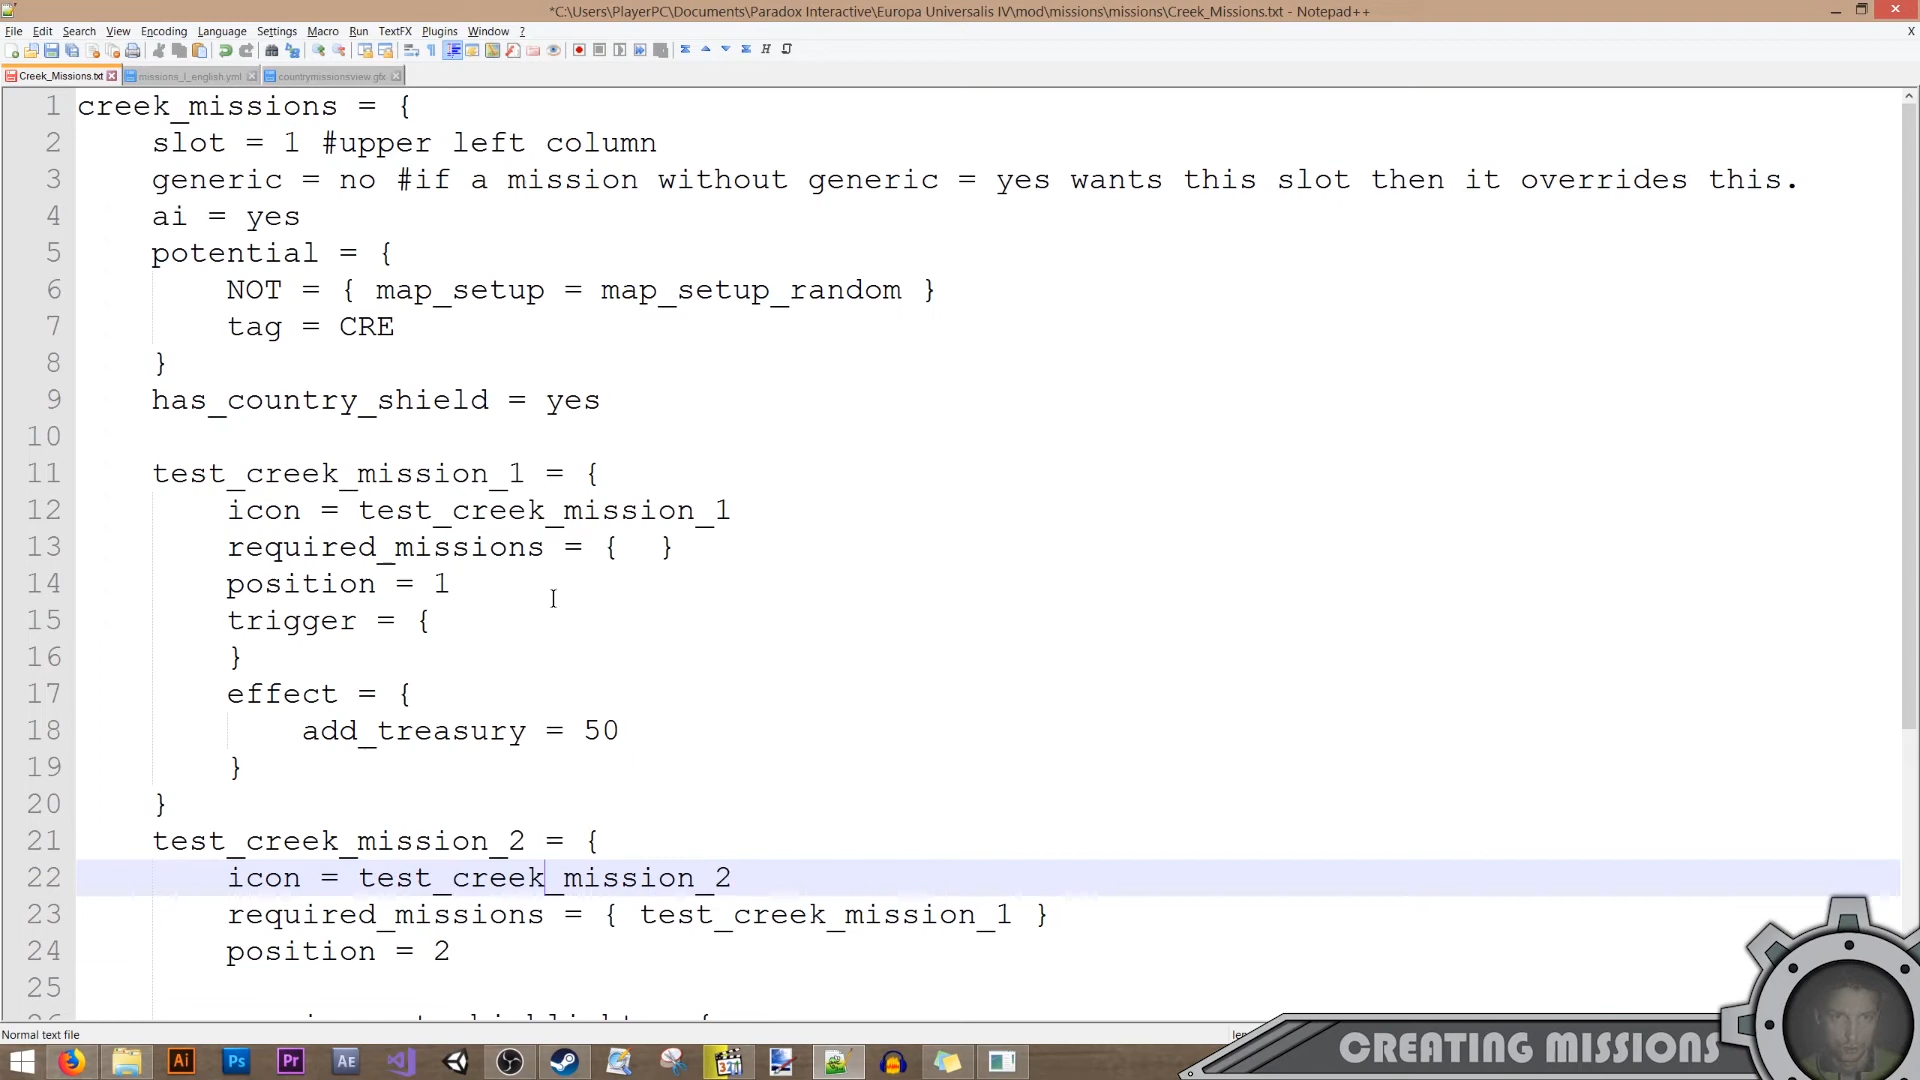 *C:\Users\PlayerPC\Documents\Paradox Interactive\Europa Universalis IV\mod\missions\missions\Creek_Missions.txt - Notepad++
File Edit Search View Encoding Language Settings Macro Run TextFX Plugins Window ?
X
Creek_Missions.txt missions_l_english.yml countrymissionsview.gfx
1 creek_missions = {
2 slot = 1 #upper left column
3 generic = no #if a mission without generic = yes wants this slot then it overrides this.
4 ai = yes
5 potential = {
6 NOT = { map_setup = map_setup_random }
7 tag = CRE
8 }
9 has_country_shield = yes
10
11 test_creek_mission_1 = {
12 icon = test_creek_mission_1
13 required_missions = {  }
14 position = 1
15 trigger = {
16 }
17 effect = {
18 add_treasury = 50
19 }
20 }
21 test_creek_mission_2 = {
22 icon = test_creek_mission_2
23 required_missions = { test_creek_mission_1 }
24 position = 2
25
Normal text file
CREATING MISSIONS